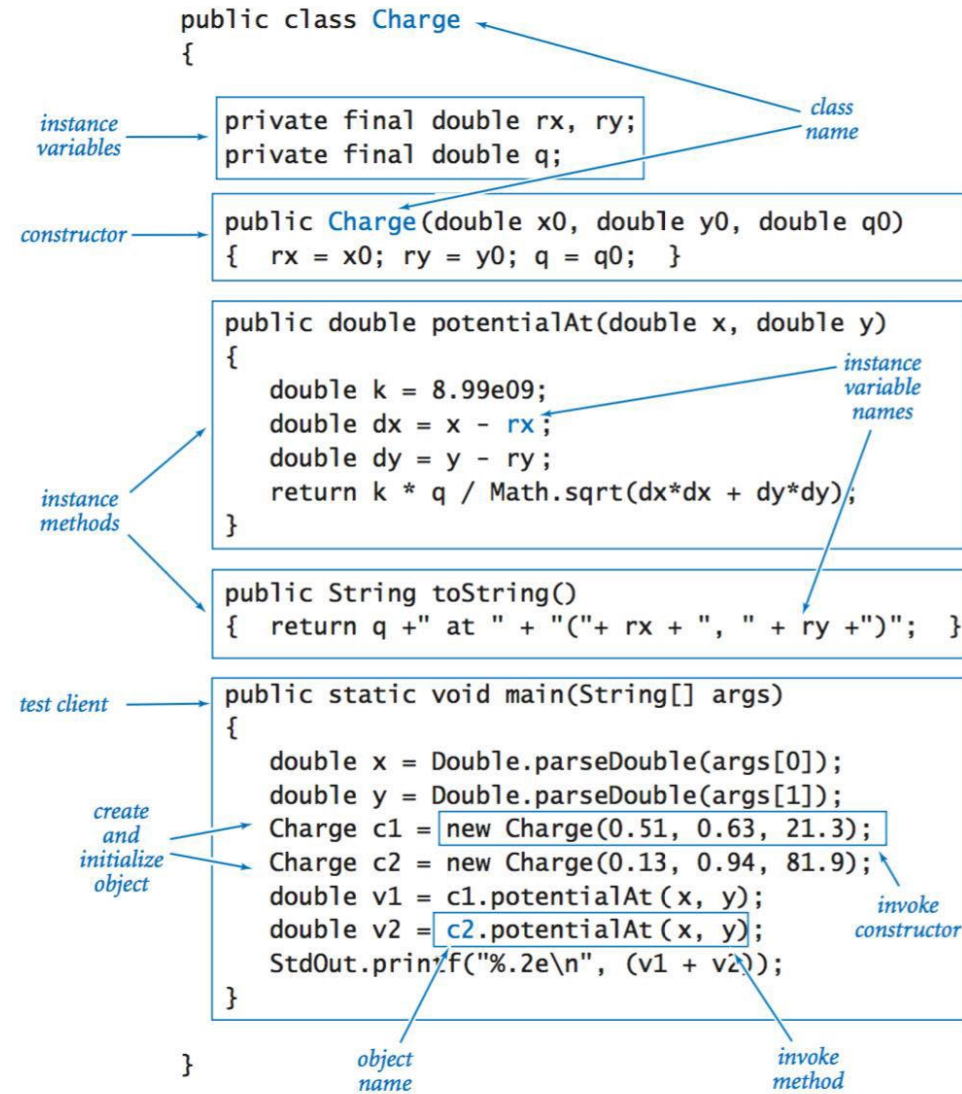 public class Charge
{
class
name
instance
variables
private final double rx, ry;
private final double q;
constructor
public Charge(double x0, double y0, double q0)
{  rx = x0; ry = y0; q = q0;  }
public double potentialAt(double x, double y)
{
instance
variable
names
double k = 8.99e09;
double dx = x - rx;
double dy = y - ry;
return k * q / Math.sqrt(dx*dx + dy*dy);
}
instance
methods
public String toString()
{  return q +" at " + "("+ rx + ", " + ry +")";  }
test client
public static void main(String[] args)
{
double x = Double.parseDouble(args[0]);
double y = Double.parseDouble(args[1]);
create
and
initialize
object
Charge c1 = new Charge(0.51, 0.63, 21.3);
Charge c2 = new Charge(0.13, 0.94, 81.9);
double v1 = c1.potentialAt(x, y);
double v2 = c2.potentialAt(x, y);
StdOut.printf("%.2e\n", (v1 + v2));
invoke
constructor
}
}
object
name
invoke
method